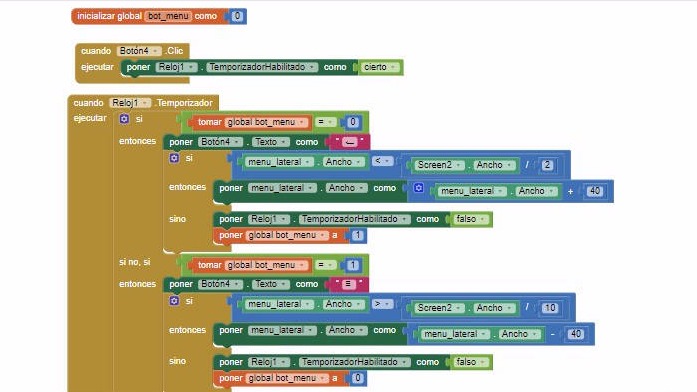 inicializar global bot_menu como 0
cuando Botón4 .Clic
ejecutar poner Reloj1 . TemporizadorHabilitado como cierto
cuando Reloj1 .Temporizador
ejecutar si tomar global bot_menu = 0
entonces poner Botón4 . Texto como " "
si menu_lateral . Ancho < Screen2 . Ancho / 2
entonces poner menu_lateral . Ancho como menu_lateral . Ancho + 40
sino poner Reloj1 . TemporizadorHabilitado como falso
poner global bot_menu a 1
si no, si tomar global bot_menu = 1
entonces poner Botón4 . Texto como " ≡ "
si menu_lateral . Ancho > Screen2 . Ancho / 10
entonces poner menu_lateral . Ancho como menu_lateral . Ancho - 40
sino poner Reloj1 . TemporizadorHabilitado como falso
poner global bot_menu a 0